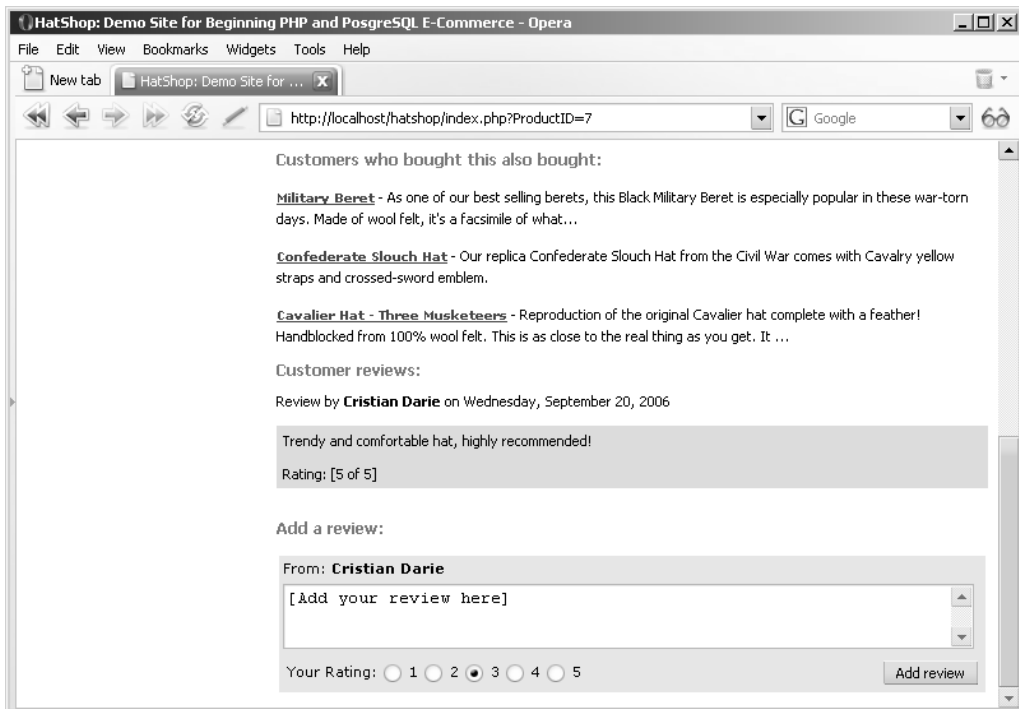 HatShop: Demo Site for Beginning PHP and PosgreSQL E-Commerce - Opera
File Edit View Bookmarks Widgets Tools Help
New tab HatShop: Demo Site for ...
http://localhost/hatshop/index.php?ProductID=7 G Google
Customers who bought this also bought:
Military Beret - As one of our best selling berets, this Black Military Beret is especially popular in these war-torn
days. Made of wool felt, it's a facsimile of what...
Confederate Slouch Hat - Our replica Confederate Slouch Hat from the Civil War comes with Cavalry yellow
straps and crossed-sword emblem.
Cavalier Hat - Three Musketeers - Reproduction of the original Cavalier hat complete with a feather!
Handblocked from 100% wool felt. This is as close to the real thing as you get. It ...
Customer reviews:
Review by Cristian Darie on Wednesday, September 20, 2006
Trendy and comfortable hat, highly recommended!
Rating: [5 of 5]
Add a review:
From: Cristian Darie
[Add your review here]
Your Rating: 1 2 3 4 5 Add review